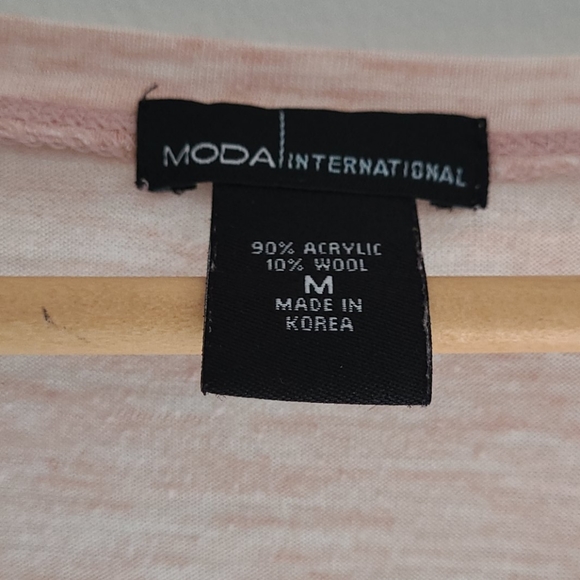 MODA INTERNATIONAL
90% ACRYLIC
10% WOOL
M
MADE IN
KOREA